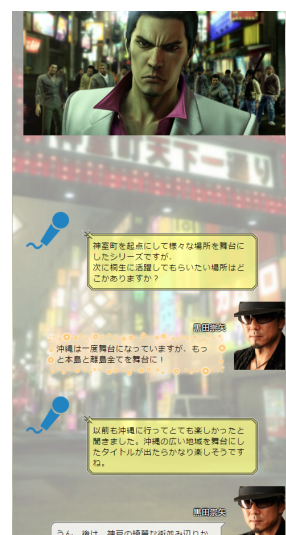 神室町天下一通り
神室町を起点にして様々な場所を舞台に
したシリーズですが、
次に桐生に活躍してもらいたい場所はど
こかありますか？
黒田崇矢
沖縄は一度舞台になっていますが、もっ
と本島と離島全てを舞台に！
以前も沖縄に行ってとても楽しかったと
聞きました。沖縄の広い地域を舞台にし
たタイトルが出たらかなり楽しそうです
ね。
黒田崇矢
うん。後は、神戸の綺麗な街並み辺りか